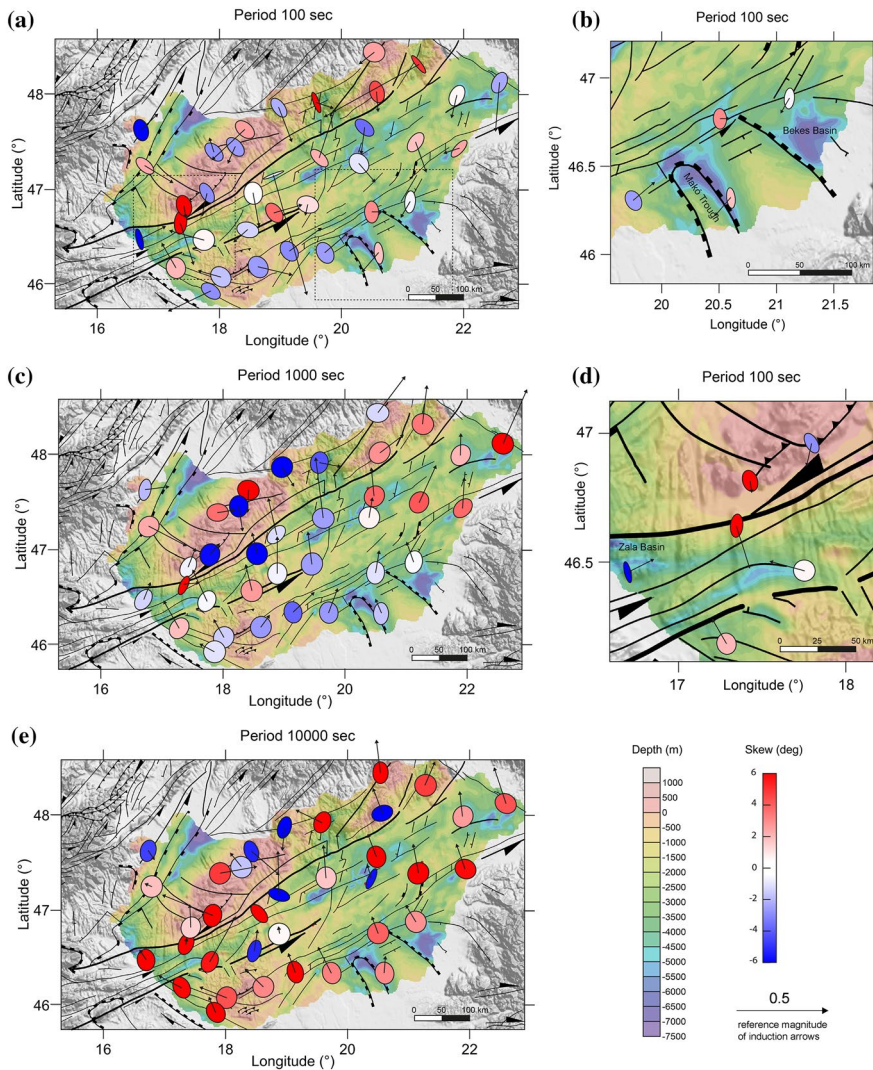 (a)
Period 100 sec
48
47
46
Latitude (°)
16
18
20
22
Longitude (°)
0 50 100 km
(b)
Period 100 sec
47
46.5
46
Latitude (°)
Bekes Basin
Makó Trough
0 50 100 km
20
20.5
21
21.5
Longitude (°)
(c)
Period 1000 sec
48
47
46
Latitude (°)
0 50 100 km
16
18
20
22
Longitude (°)
(d)
Period 100 sec
47
46.5
Latitude (°)
Zala Basin
0 25 50 km
17
Longitude (°)
18
(e)
Period 10000 sec
48
47
46
Latitude (°)
0 50 100 km
16
18
20
22
Longitude (°)
Depth (m)
1000
500
0
-500
-1000
-1500
-2000
-2500
-3000
-3500
-4000
-4500
-5000
-5500
-6000
-6500
-7000
-7500
Skew (deg)
6
4
2
0
-2
-4
-6
0.5
reference magnitude
of induction arrows